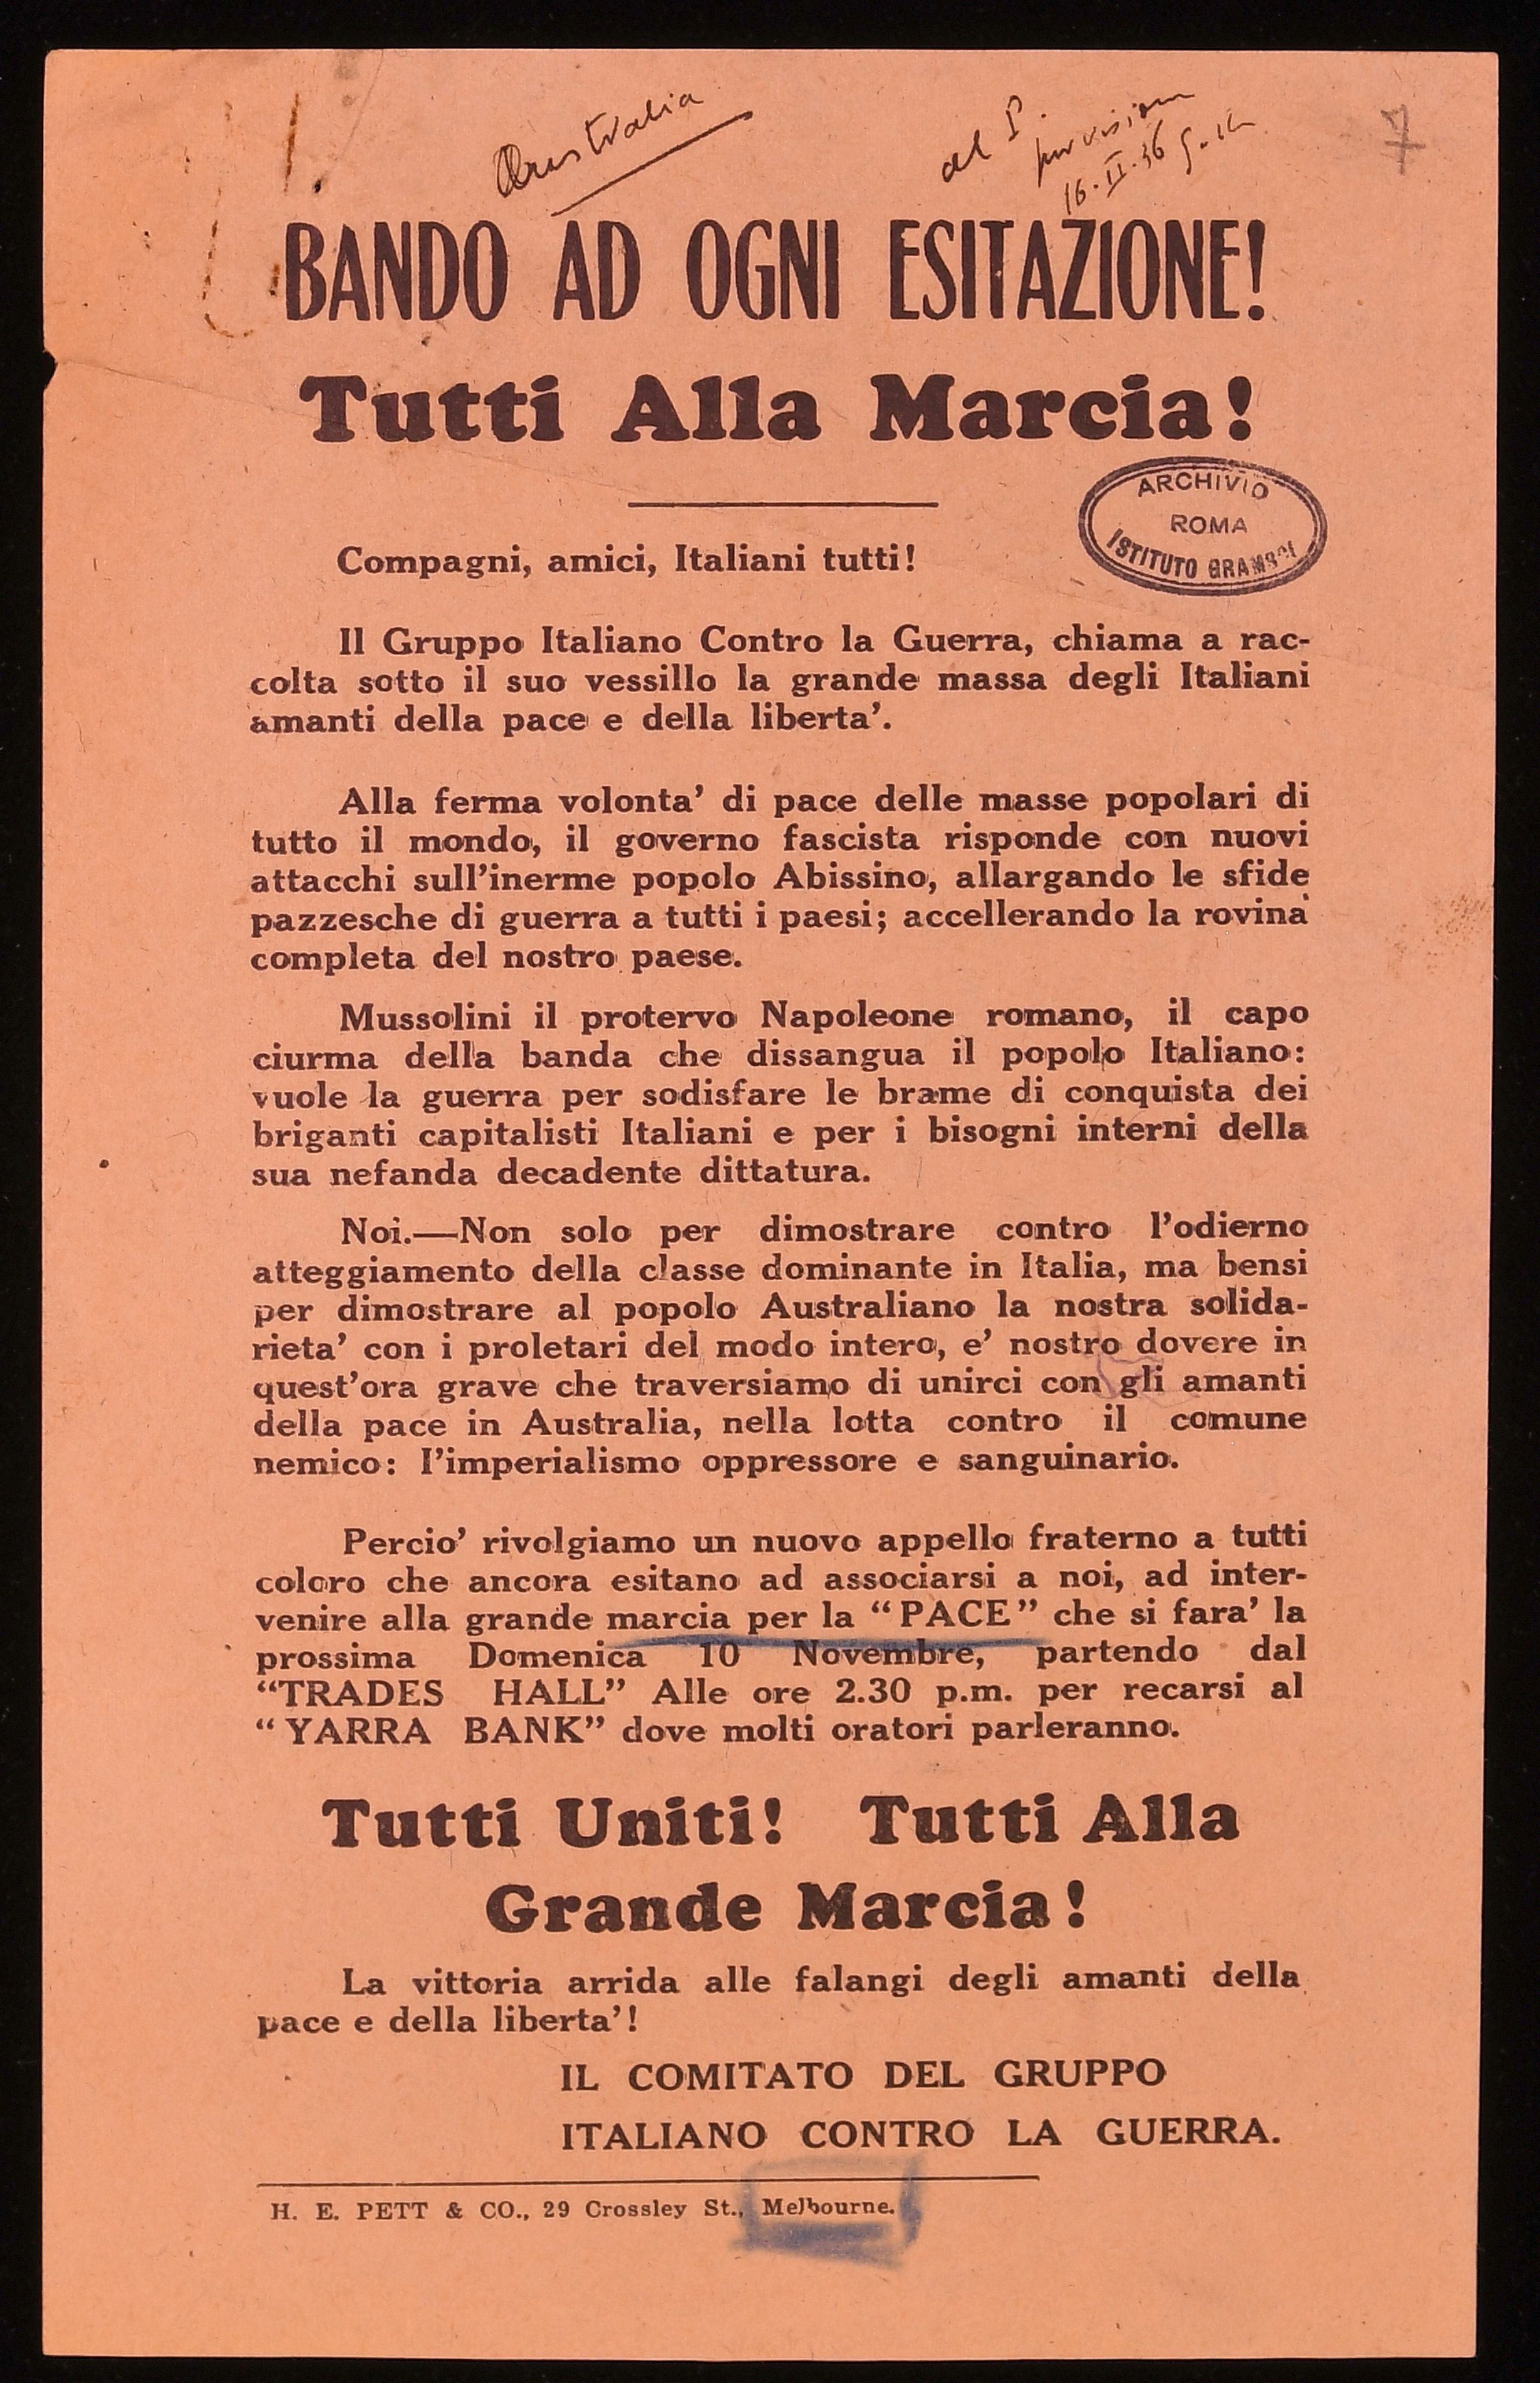 Australia
al P.
16.II.36
7
BANDO AD OGNI ESITAZIONE!
Tutti Alla Marcia!
ARCHIVIO
ROMA
ISTITUTO GRAMSCI
Compagni, amici, Italiani tutti!
Il Gruppo Italiano Contro la Guerra, chiama a rac-
colta sotto il suo vessillo la grande massa degli Italiani
amanti della pace e della liberta'.
Alla ferma volonta' di pace delle masse popolari di
tutto il mondo, il governo fascista risponde con nuovi
attacchi sull'inerme popolo Abissino, allargando le sfide
pazzesche di guerra a tutti i paesi; accellerando la rovina
completa del nostro paese.
Mussolini il protervo Napoleone romano, il capo
ciurma della banda che dissangua il popolo Italiano:
vuole la guerra per sodisfare le brame di conquista dei
briganti capitalisti Italiani e per i bisogni interni della
sua nefanda decadente dittatura.
Noi.—Non solo per dimostrare contro l'odierno
atteggiamento della classe dominante in Italia, ma bensi
per dimostrare al popolo Australiano la nostra solida-
rieta' con i proletari del modo intero, e' nostro dovere in
quest'ora grave che traversiamo di unirci con gli amanti
della pace in Australia, nella lotta contro il comune
nemico: l'imperialismo oppressore e sanguinario.
Percio' rivolgiamo un nuovo appello fraterno a tutti
coloro che ancora esitano ad associarsi a noi, ad inter-
venire alla grande marcia per la "PACE" che si fara' la
prossima Domenica 10 Novembre, partendo dal
"TRADES HALL" Alle ore 2.30 p.m. per recarsi al
"YARRA BANK" dove molti oratori parleranno.
Tutti Uniti! Tutti Alla
Grande Marcia!
La vittoria arrida alle falangi degli amanti della
pace e della liberta'!
IL COMITATO DEL GRUPPO
ITALIANO CONTRO LA GUERRA.
H. E. PETT & CO., 29 Crossley St., Melbourne.